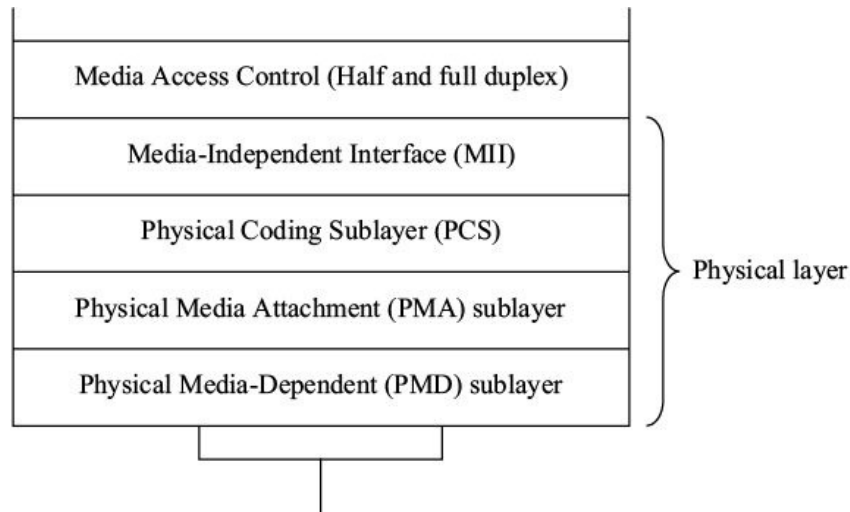 Media Access Control (Half and full duplex)
Media-Independent Interface (MII)
Physical Coding Sublayer (PCS)
Physical layer
Physical Media Attachment (PMA) sublayer
Physical Media-Dependent (PMD) sublayer